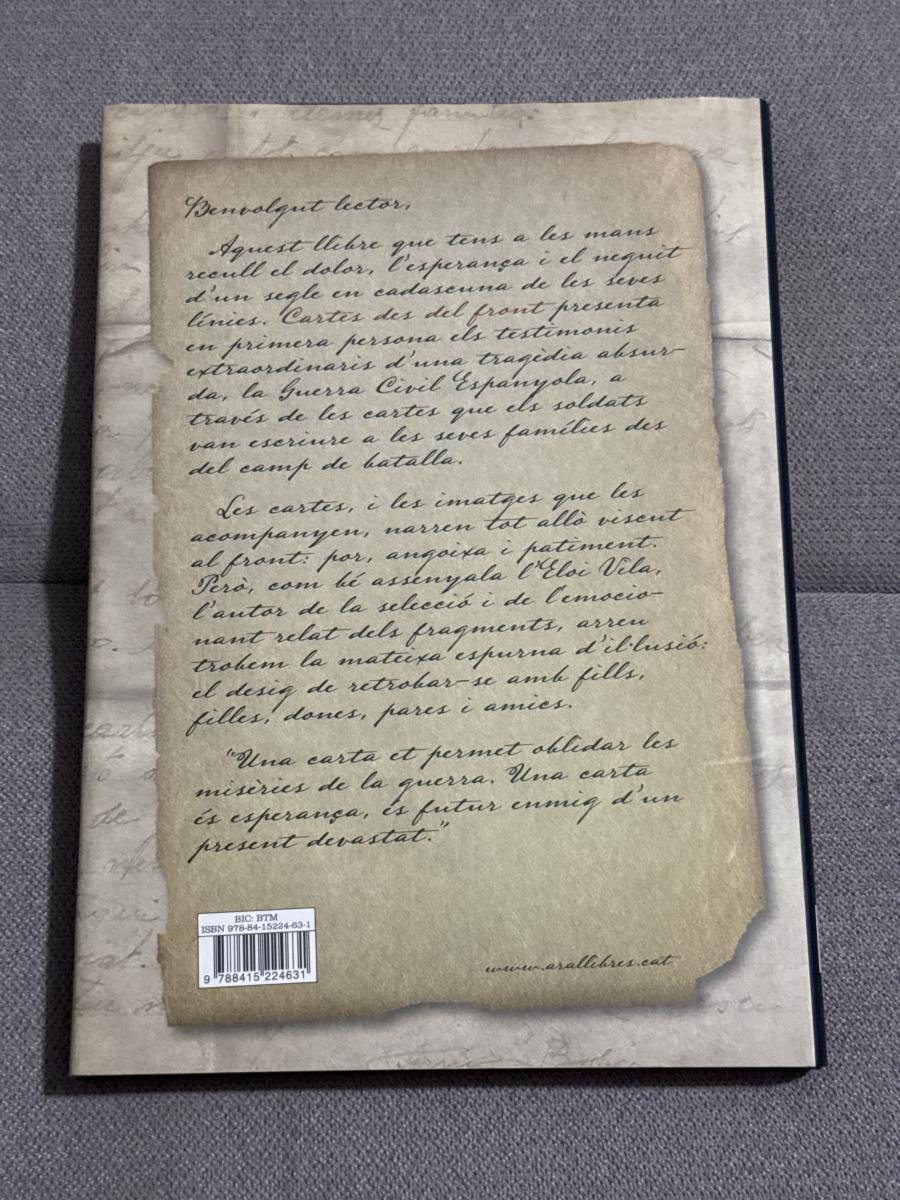 Benvolgut lector,
Aquest llibre que tens a les mans
recull el dolor, l'esperança i el neguit
d'un segle en cadascuna de les seves
línies. Cartes des del front presenta
en primera persona els testimonis
extraordinaris d'una tragèdia absur-
da, la Guerra Civil Espanyola, a
través de les cartes que els soldats
van escriure a les seves famílies des
del camp de batalla.
Les cartes, i les imatges que les
acompanyen, narren tot allò viscut
al front: por, angoixa i patiment.
Però, com bé assenyala l'Eloi Vila,
l'autor de la selecció i de l'emocio-
nant relat dels fragments, arreu
trobem la mateixa espurna d'il·lusió:
el desig de retrobar-se amb fills,
filles, dones, pares i amics.
"Una carta et permet oblidar les
misèries de la guerra. Una carta
és esperança, és futur enmig d'un
present devastat."
BIC: BTM
ISBN 978-84-15224-63-1
9 788415 224631
www.arallibres.cat